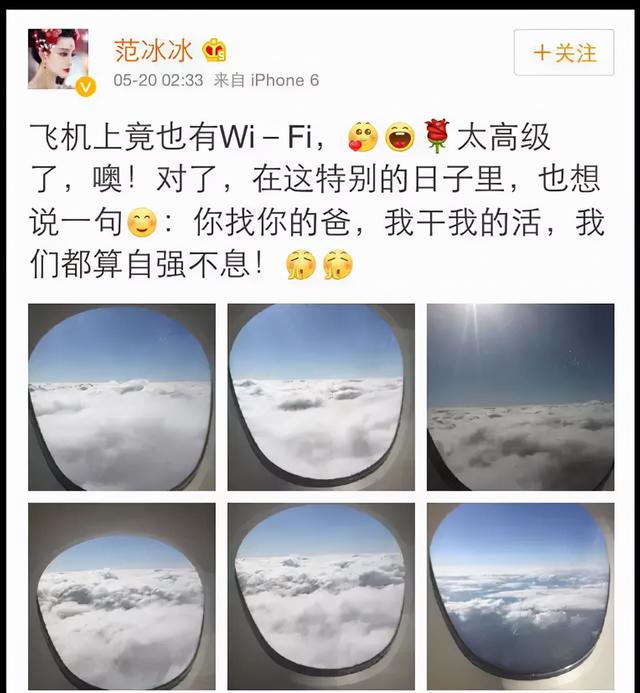 范冰冰
+关注
05-20 02:33 来自 iPhone 6
飞机上竟也有Wi－Fi，太高级
了，噢！对了，在这特别的日子里，也想
说一句：你找你的爸，我干我的活，我
们都算自强不息！